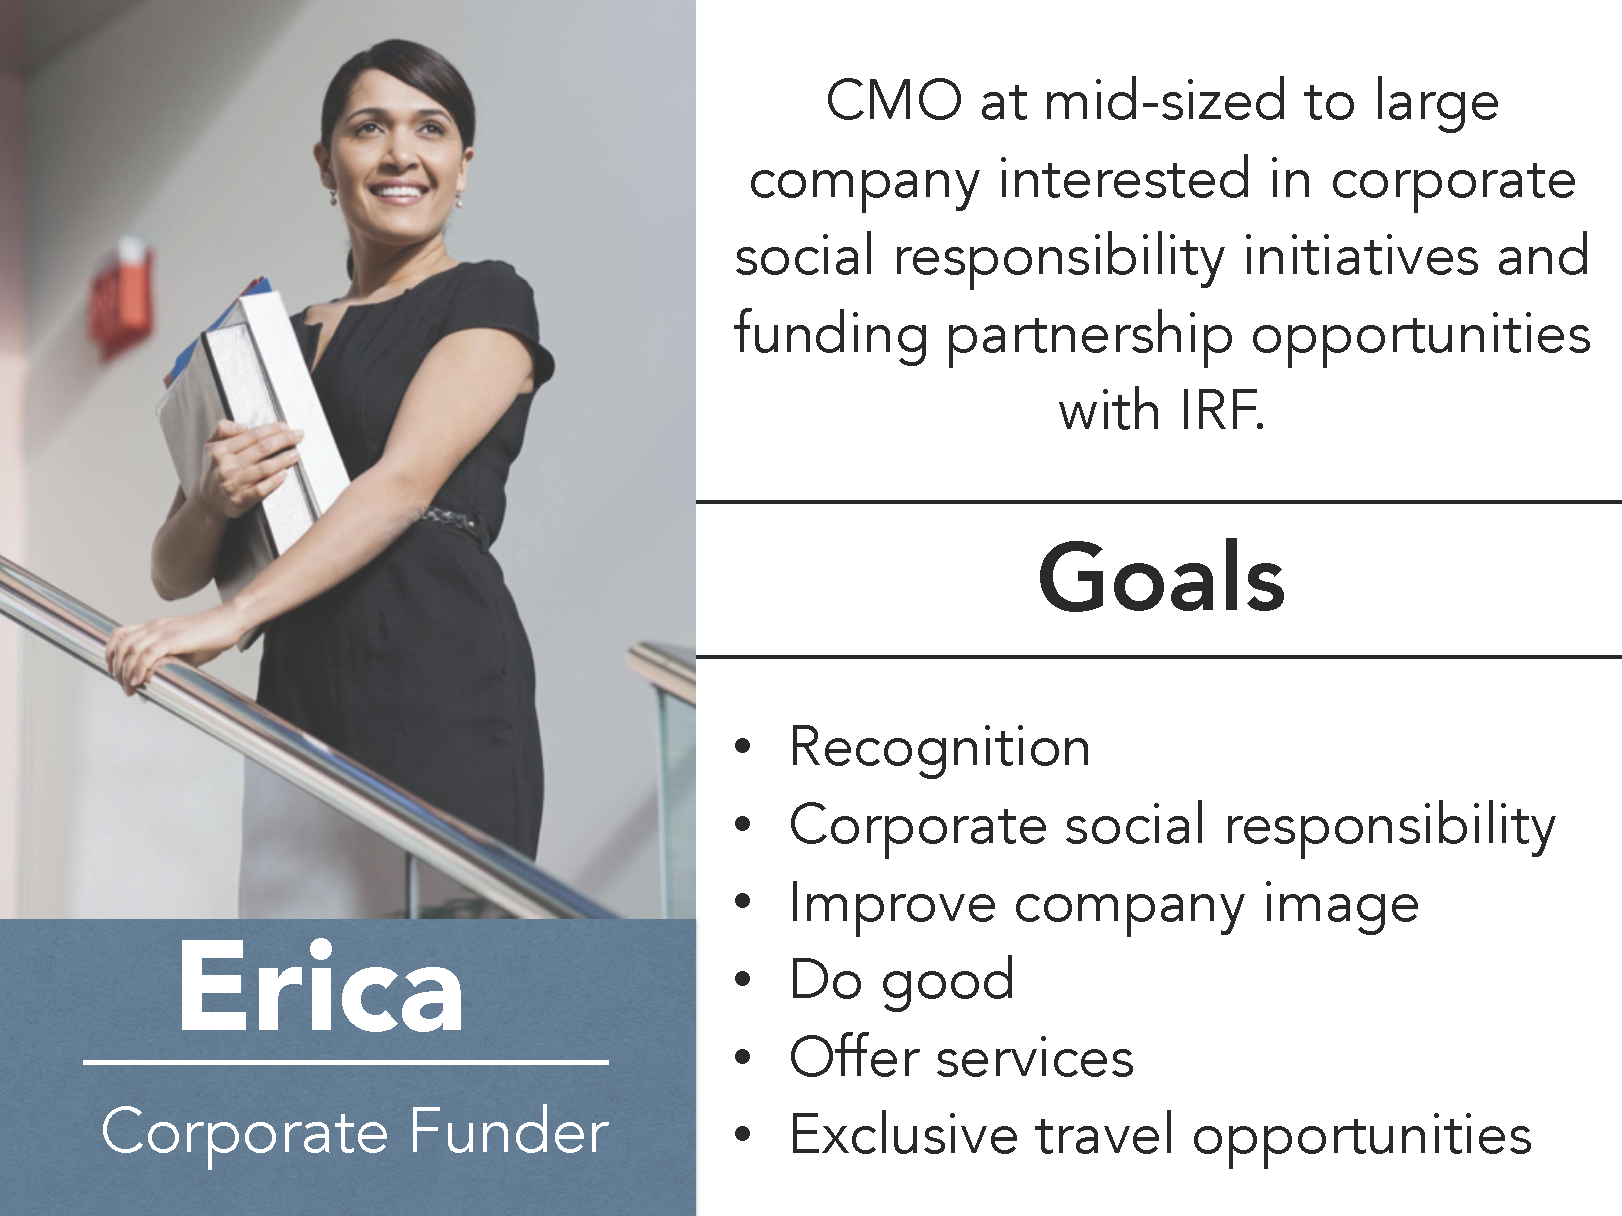 CMO at mid-sized to large
company interested in corporate
social responsibility initiatives and
funding partnership opportunities
with IRF.
Goals
• Recognition
• Corporate social responsibility
• Improve company image
• Do good
• Offer services
• Exclusive travel opportunities
Erica
Corporate Funder